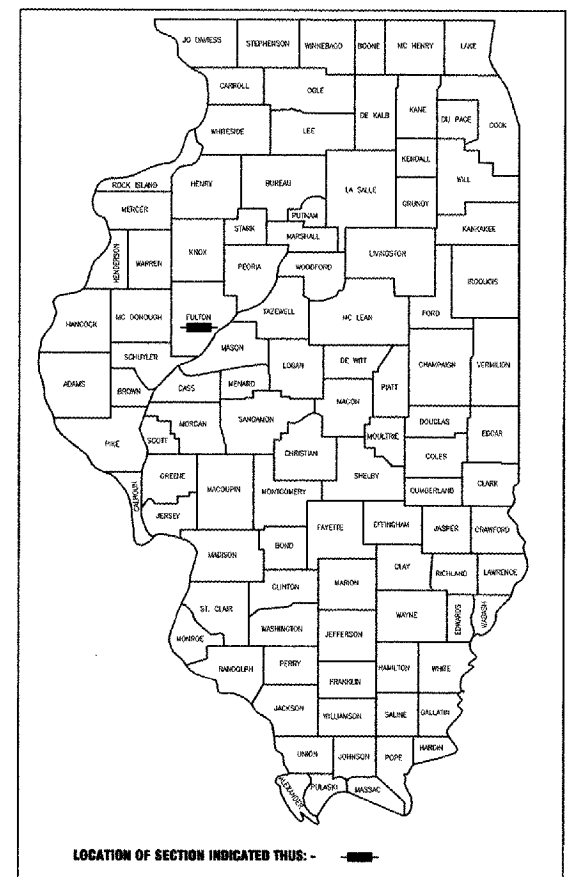 JO DAVIESS STEPHENSON WINNEBAGO BOONE MC HENRY LAKE
CARROLL OGLE DE KALB KANE DU PAGE COOK
WHITESIDE LEE KENDALL WILL
ROCK ISLAND HENRY BUREAU LA SALLE GRUNDY
MERCER PUTNAM KANKAKEE
STARK MARSHALL
HENDERSON WARREN KNOX PEORIA WOODFORD LIVINGSTON IROQUOIS
HANCOCK MC DONOUGH FULTON TAZEWELL MC LEAN FORD
SCHUYLER MASON LOGAN DE WITT CHAMPAIGN VERMILION
ADAMS BROWN CASS MENARD MACON PIATT
PIKE SCOTT MORGAN SANGAMON MOULTRIE DOUGLAS EDGAR
CHRISTIAN COLES
CALHOUN GREENE MACOUPIN MONTGOMERY SHELBY CUMBERLAND CLARK
JERSEY FAYETTE EFFINGHAM JASPER CRAWFORD
MADISON BOND
CLINTON MARION CLAY RICHLAND LAWRENCE
ST. CLAIR WAYNE EDWARDS WABASH
MONROE WASHINGTON JEFFERSON
RANDOLPH PERRY HAMILTON WHITE
FRANKLIN
JACKSON WILLIAMSON SALINE GALLATIN
UNION JOHNSON POPE HARDIN
ALEXANDER PULASKI MASSAC
LOCATION OF SECTION INDICATED THUS: -